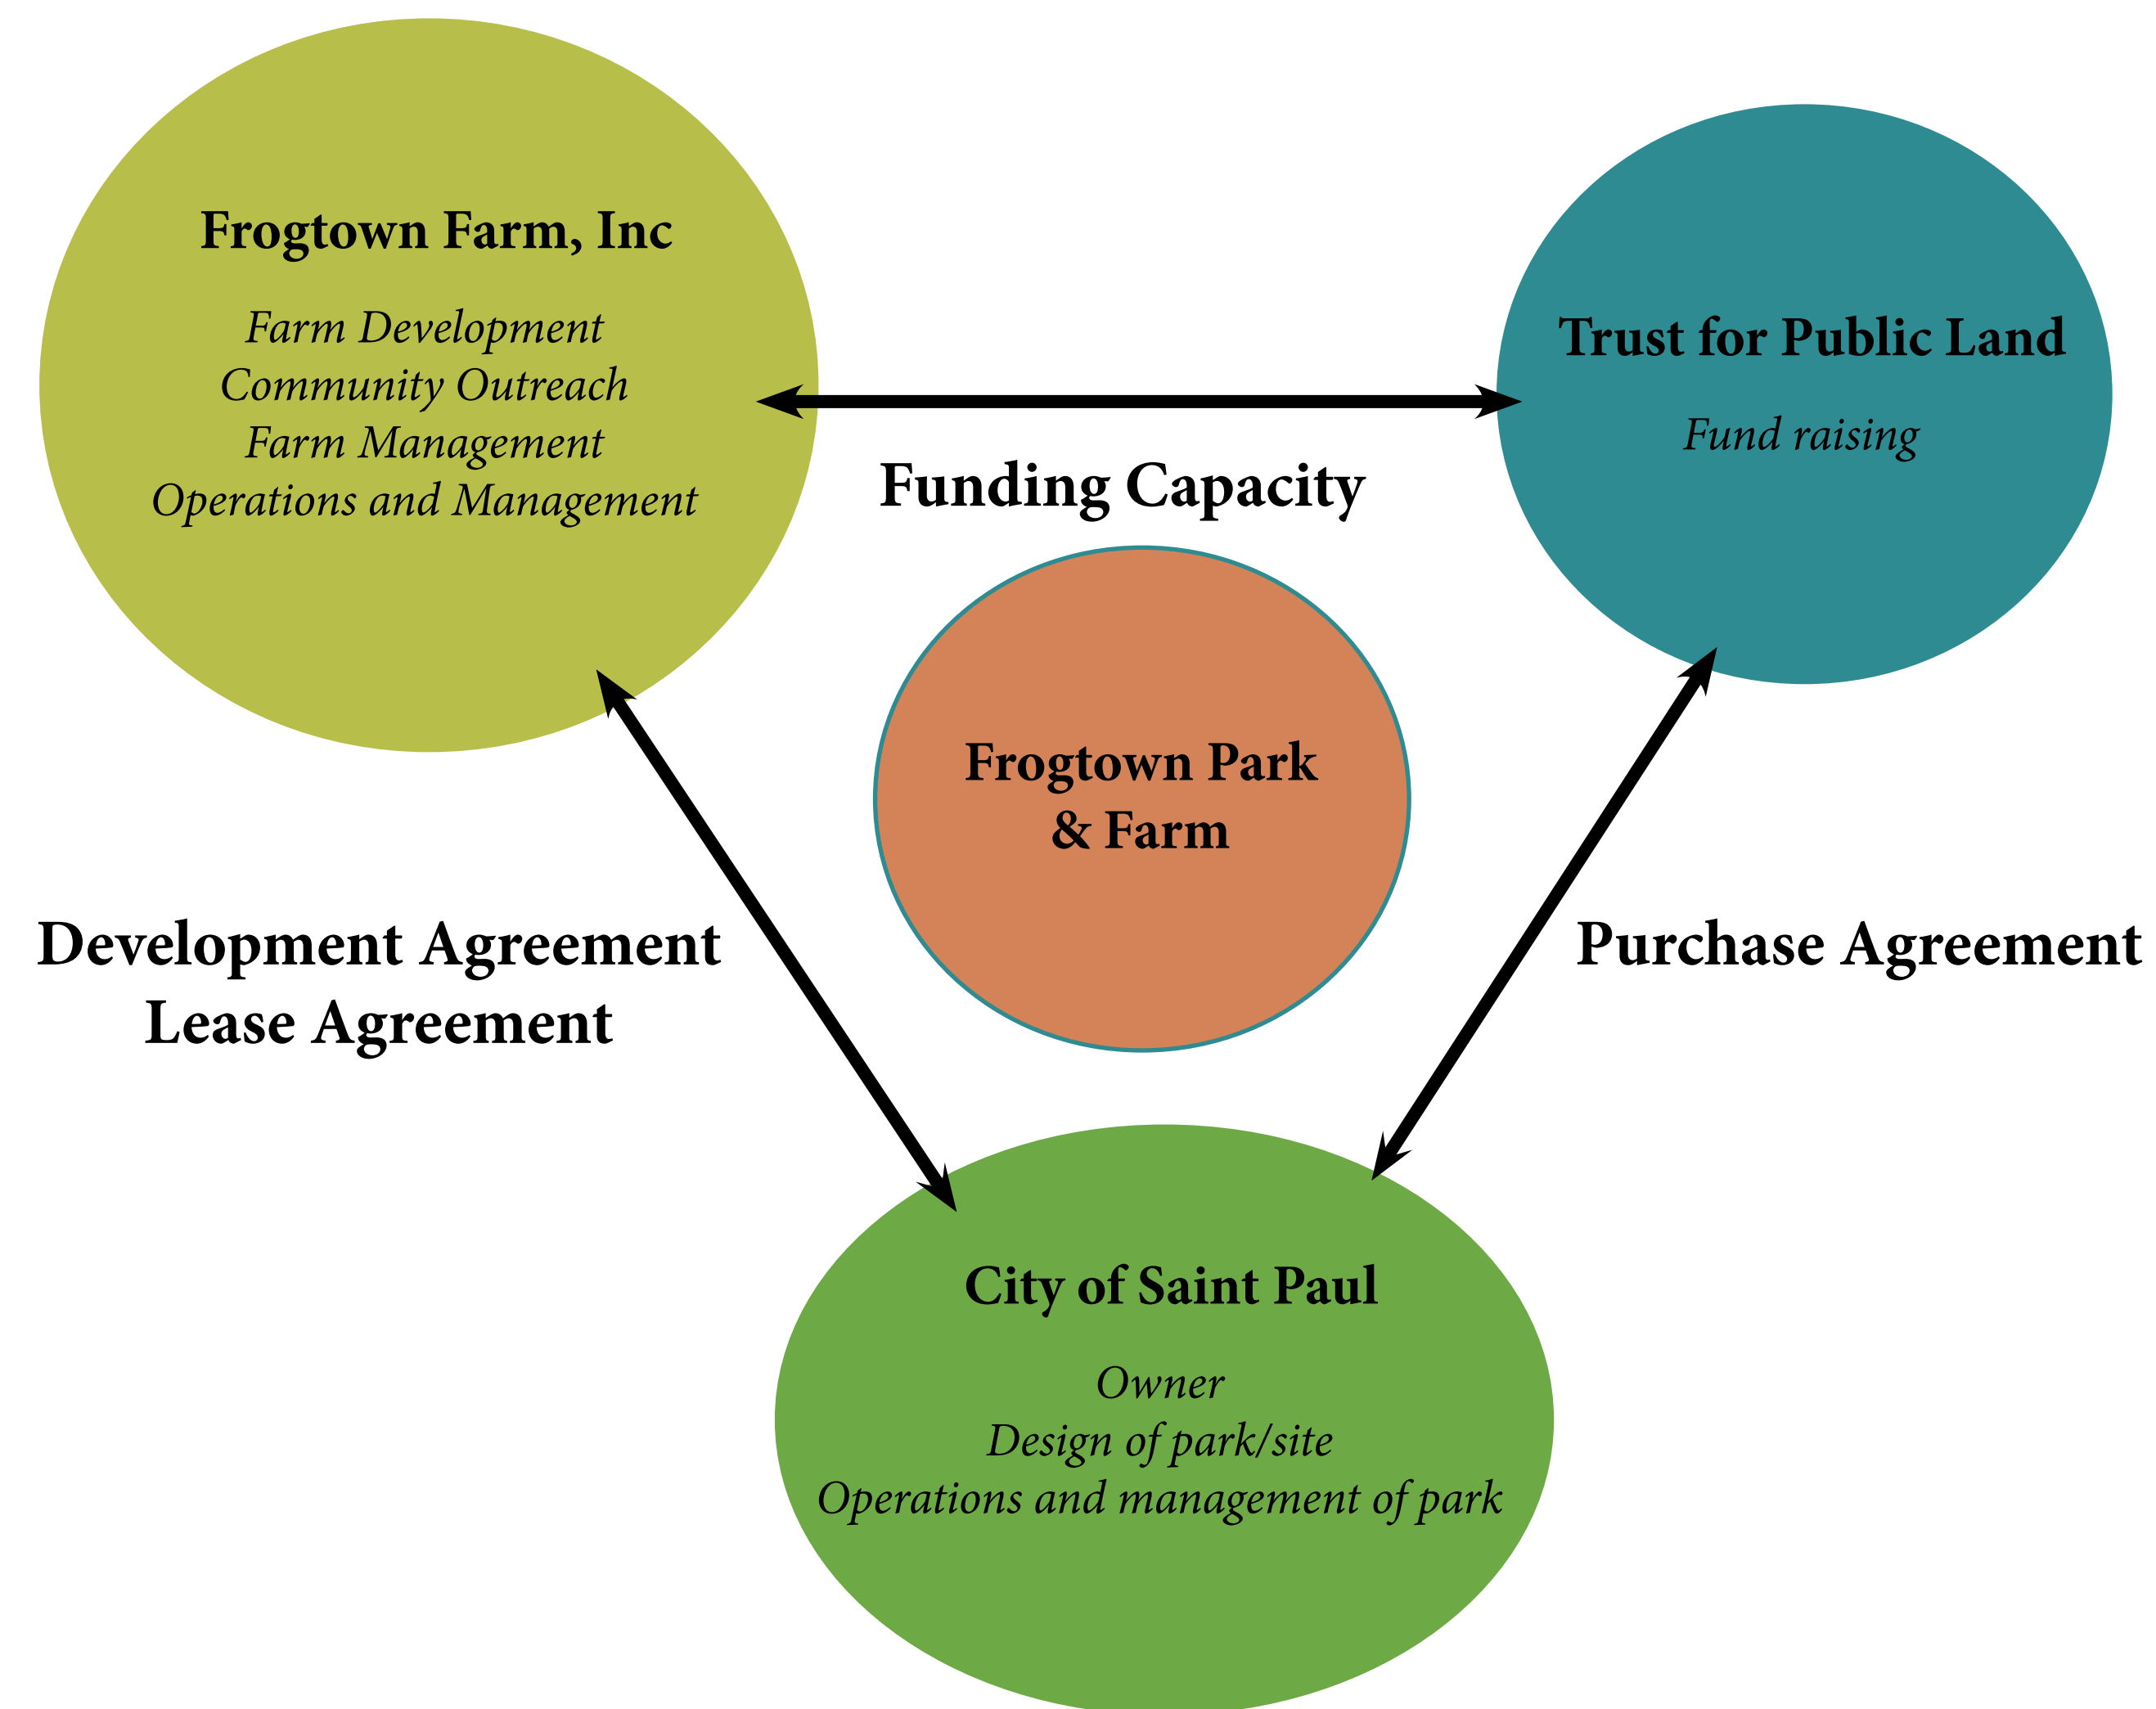 Frogtown Farm, Inc
Farm Development
Community Outreach
Farm Management
Operations and Management
Trust for Public Land
Fund raising
Funding Capacity
Frogtown Park
& Farm
Development Agreement
Lease Agreement
Purchase Agreement
City of Saint Paul
Owner
Design of park/site
Operations and management of park